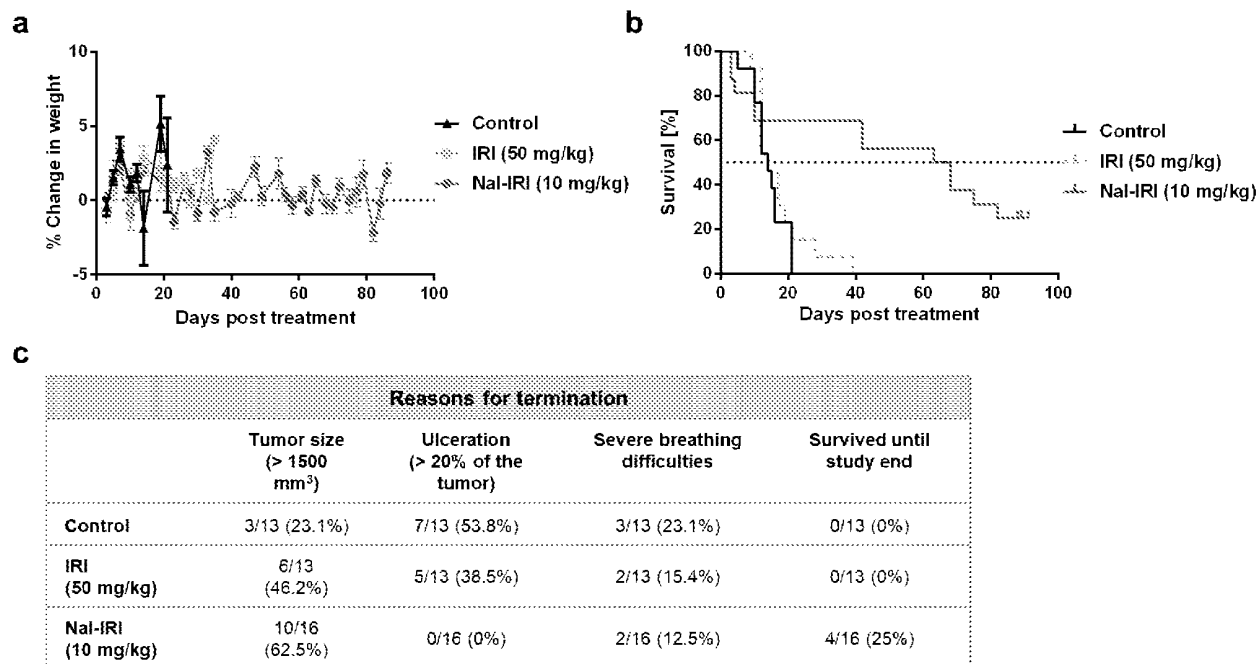 a
10
5
0
-5
% Change in weight
0 20 40 60 80 100
Days post treatment
Control
IRI (50 mg/kg)
Nal-IRI (10 mg/kg)
b
100
80
60
40
20
0
Survival [%]
0 20 40 60 80 100
Days post treatment
Control
IRI (50 mg/kg)
Nal-IRI (10 mg/kg)
c
Reasons for termination
Tumor size
(> 1500
mm³)
Ulceration
(> 20% of the
tumor)
Severe breathing
difficulties
Survived until
study end
Control
3/13 (23.1%) 7/13 (53.8%) 3/13 (23.1%) 0/13 (0%)
IRI
(50 mg/kg)
6/13
(46.2%)
5/13 (38.5%) 2/13 (15.4%) 0/13 (0%)
Nal-IRI
(10 mg/kg)
10/16
(62.5%)
0/16 (0%) 2/16 (12.5%) 4/16 (25%)